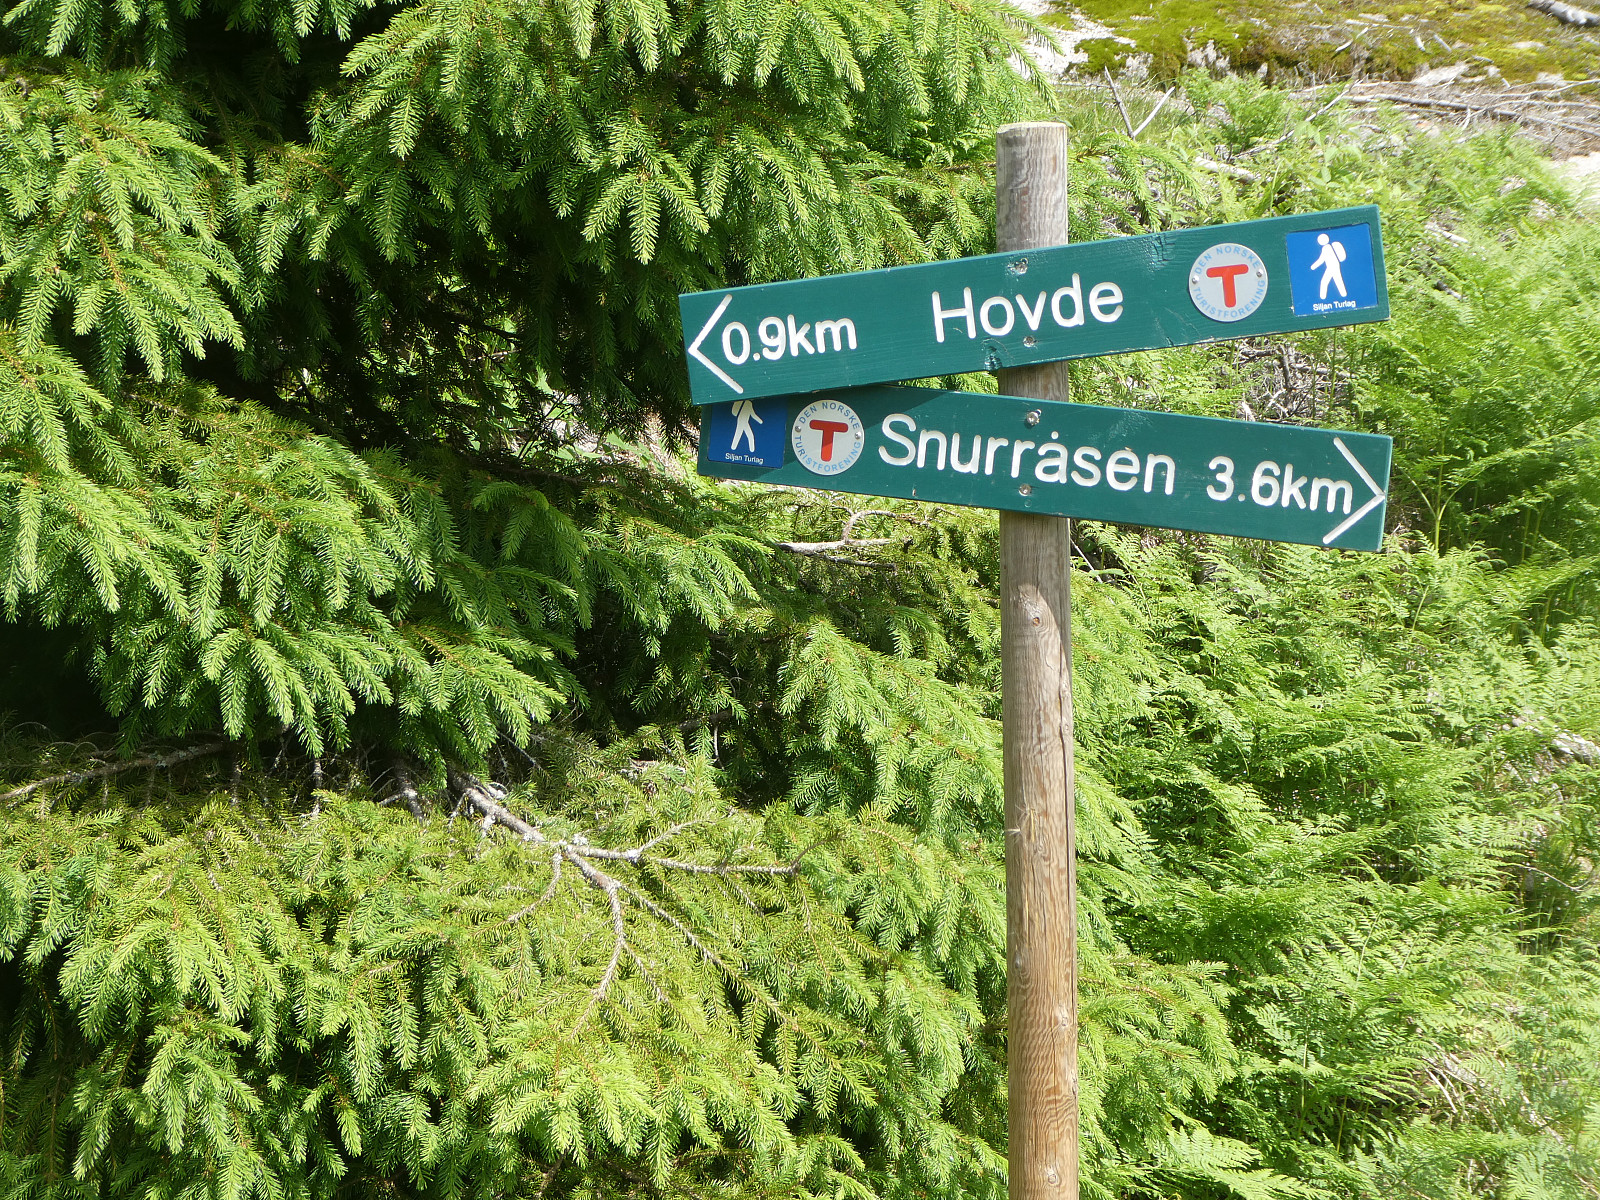 0.9km Hovde
DEN NORSKE TURISTFORENING
T
Siljan Turlag
Siljan Turlag
DEN NORSKE TURISTFORENING
T
Snurråsen 3.6km